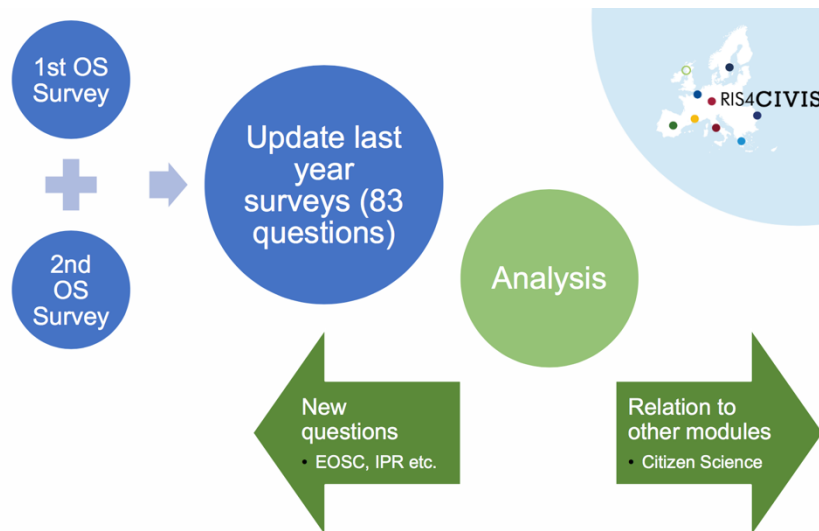 1st OS
Survey
2nd
OS
Survey
Update last
year
surveys (83
questions)
Analysis
RIS4CIVIS
New
questions
• EOSC, IPR etc.
Relation to
other modules
• Citizen Science